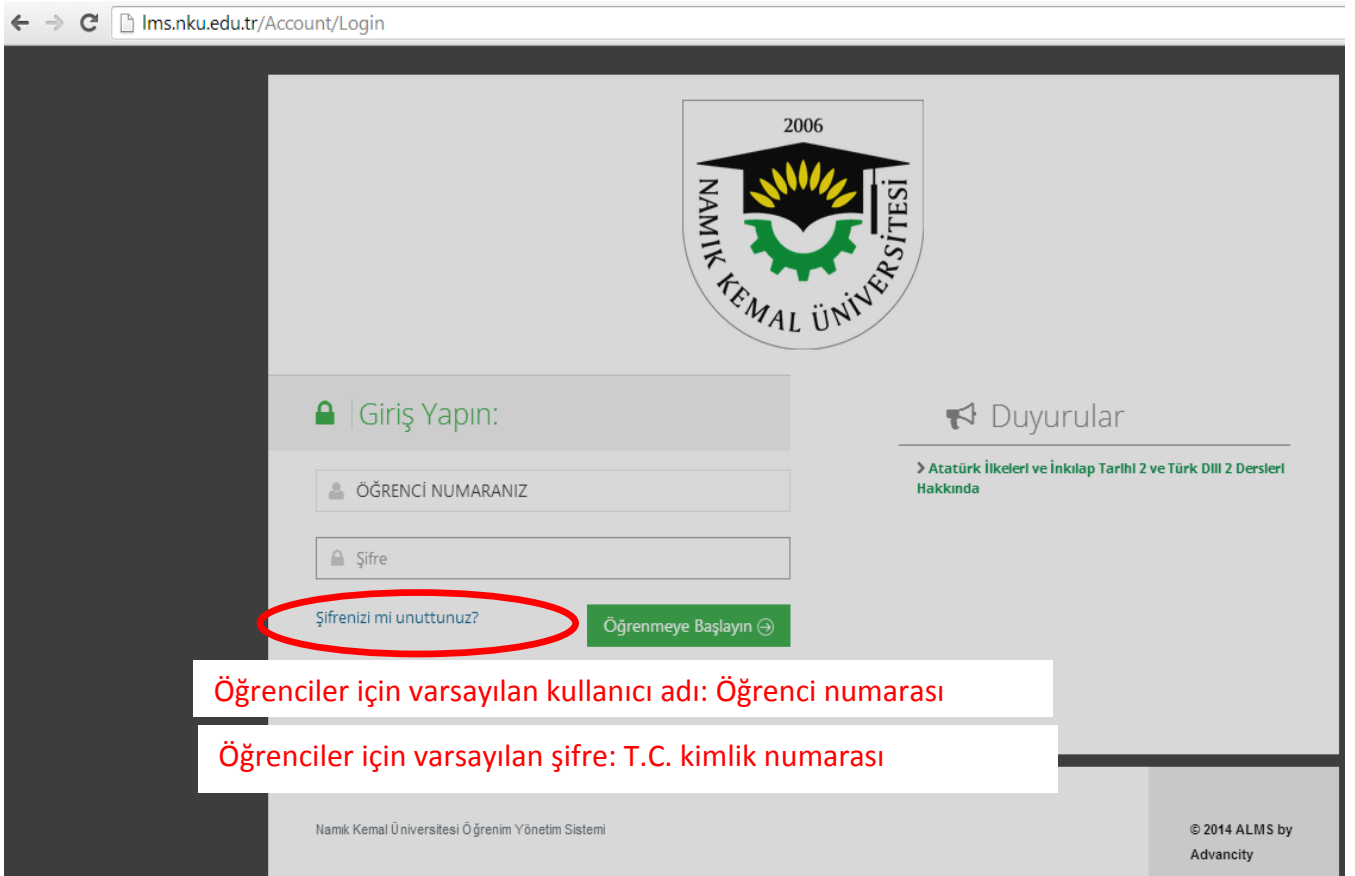 lms.nku.edu.tr/Account/Login
2006
NAMIK KEMAL ÜNİVERSİTESİ
Giriş Yapın:
ÖĞRENCİ NUMARANIZ
Şifre
Şifrenizi mi unuttunuz?
Öğrenmeye Başlayın
Duyurular
Atatürk İlkeleri ve İnkılap Tarihi 2 ve Türk Dili 2 Dersleri
Hakkında
Öğrenciler için varsayılan kullanıcı adı: Öğrenci numarası
Öğrenciler için varsayılan şifre: T.C. kimlik numarası
Namık Kemal Üniversitesi Öğrenim Yönetim Sistemi
© 2014 ALMS by
Advancity